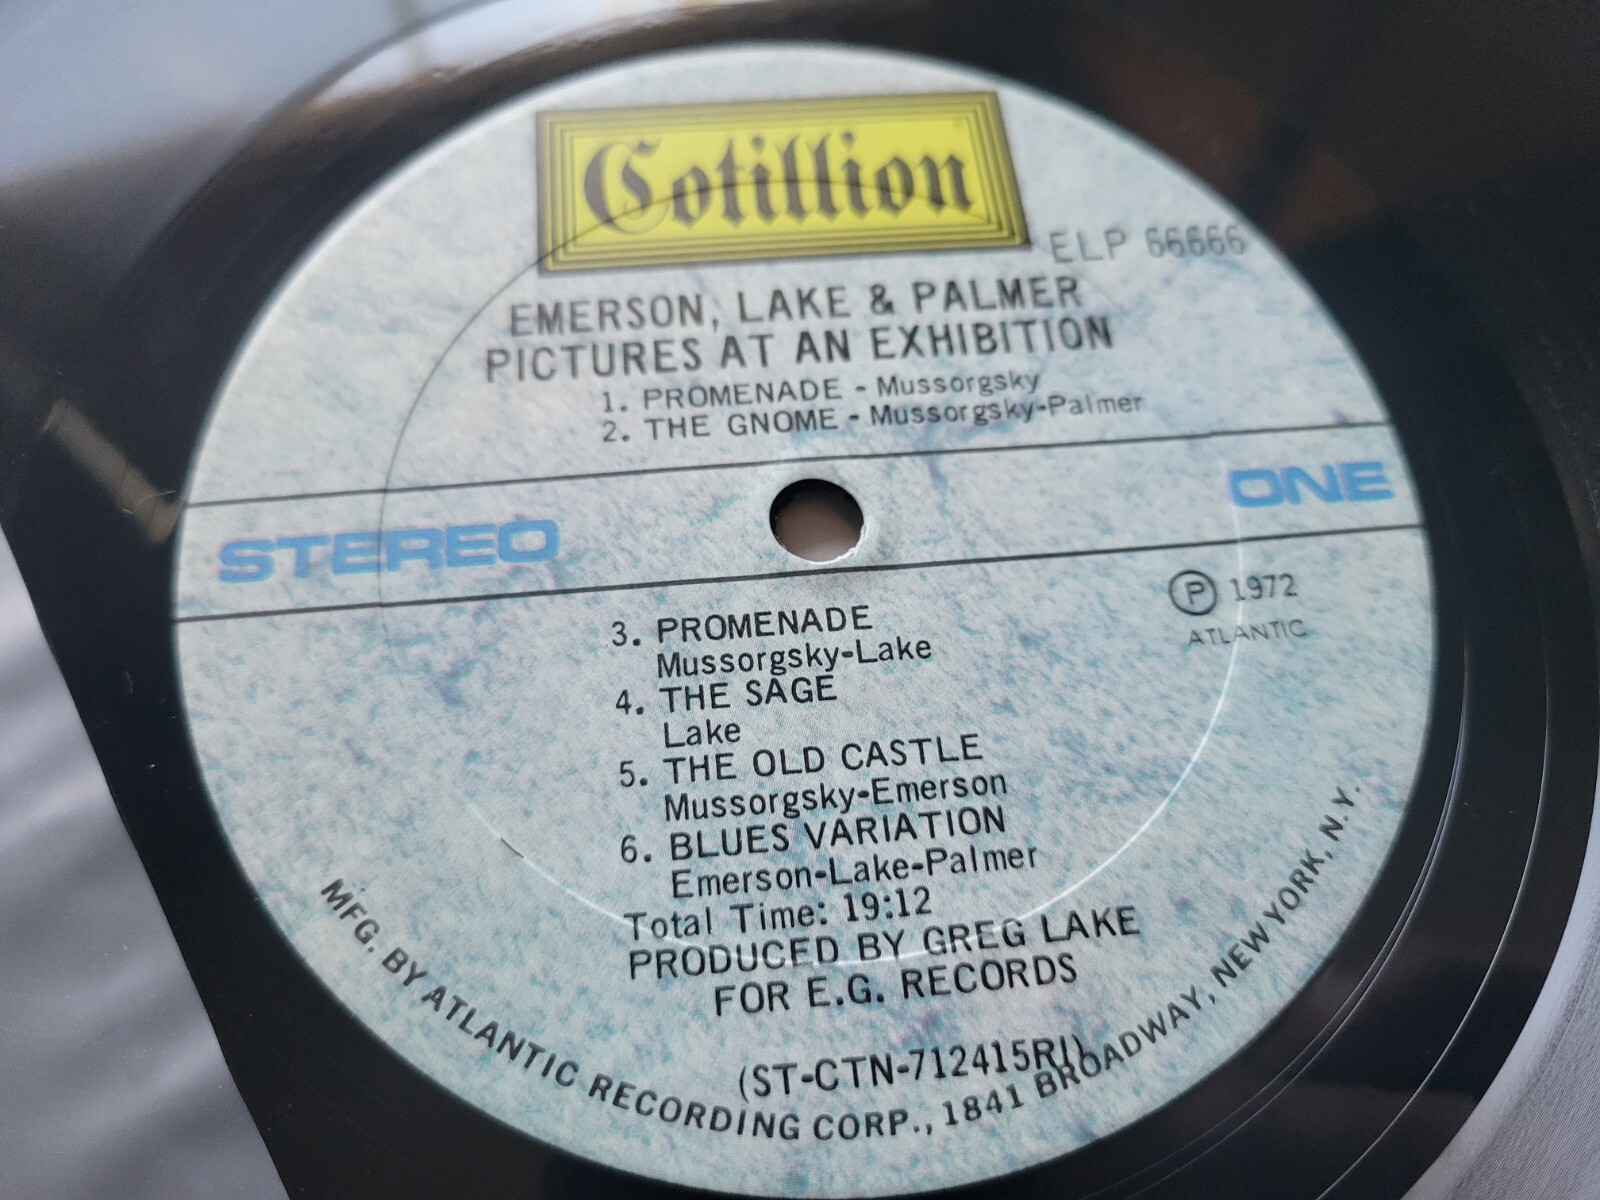 Cotillion
ELP 66666
EMERSON, LAKE & PALMER
PICTURES AT AN EXHIBITION
1. PROMENADE - Mussorgsky
2. THE GNOME - Mussorgsky-Palmer
STEREO
ONE
Ⓟ 1972
ATLANTIC
3. PROMENADE
Mussorgsky-Lake
4. THE SAGE
Lake
5. THE OLD CASTLE
Mussorgsky-Emerson
6. BLUES VARIATION
Emerson-Lake-Palmer
Total Time: 19:12
PRODUCED BY GREG LAKE
FOR E.G. RECORDS
(ST-CTN-712415RI)
MFG. BY ATLANTIC RECORDING CORP., 1841 BROADWAY, NEW YORK, N.Y.